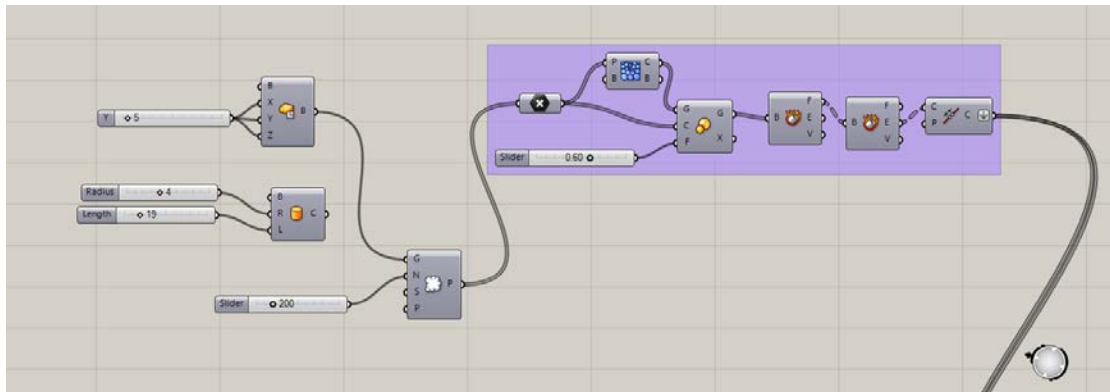 B
X
Y
Z
B
Y 5
Radius 4
Length 19
B
R
L
C
Slider 200
G
N
S
P
P
P
B
C
B
Slider 0.60
G
C
F
G
X
B
F
E
V
B
F
E
V
C
P
C